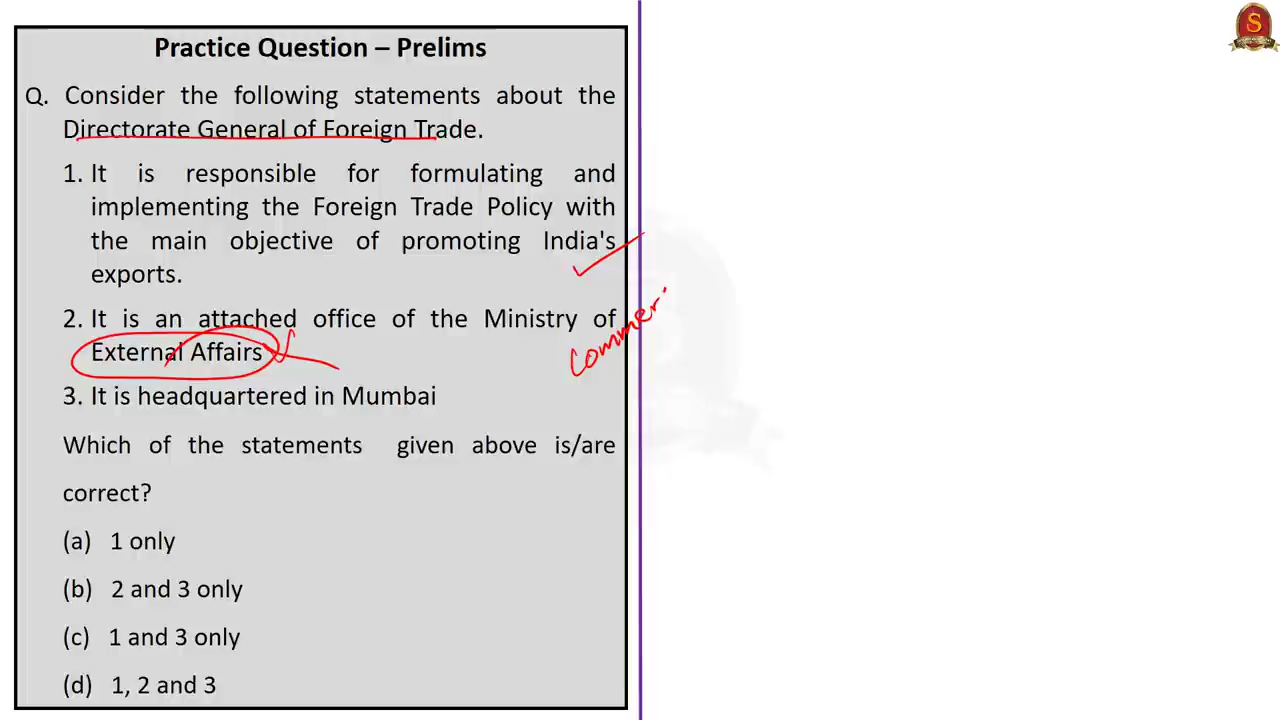 Practice Question – Prelims
Q. Consider the following statements about the
Directorate General of Foreign Trade.
1. It is responsible for formulating and
implementing the Foreign Trade Policy with
the main objective of promoting India's
exports.
2. It is an attached office of the Ministry of
External Affairs
Commer.
3. It is headquartered in Mumbai
Which of the statements given above is/are
correct?
(a) 1 only
(b) 2 and 3 only
(c) 1 and 3 only
(d) 1, 2 and 3
S